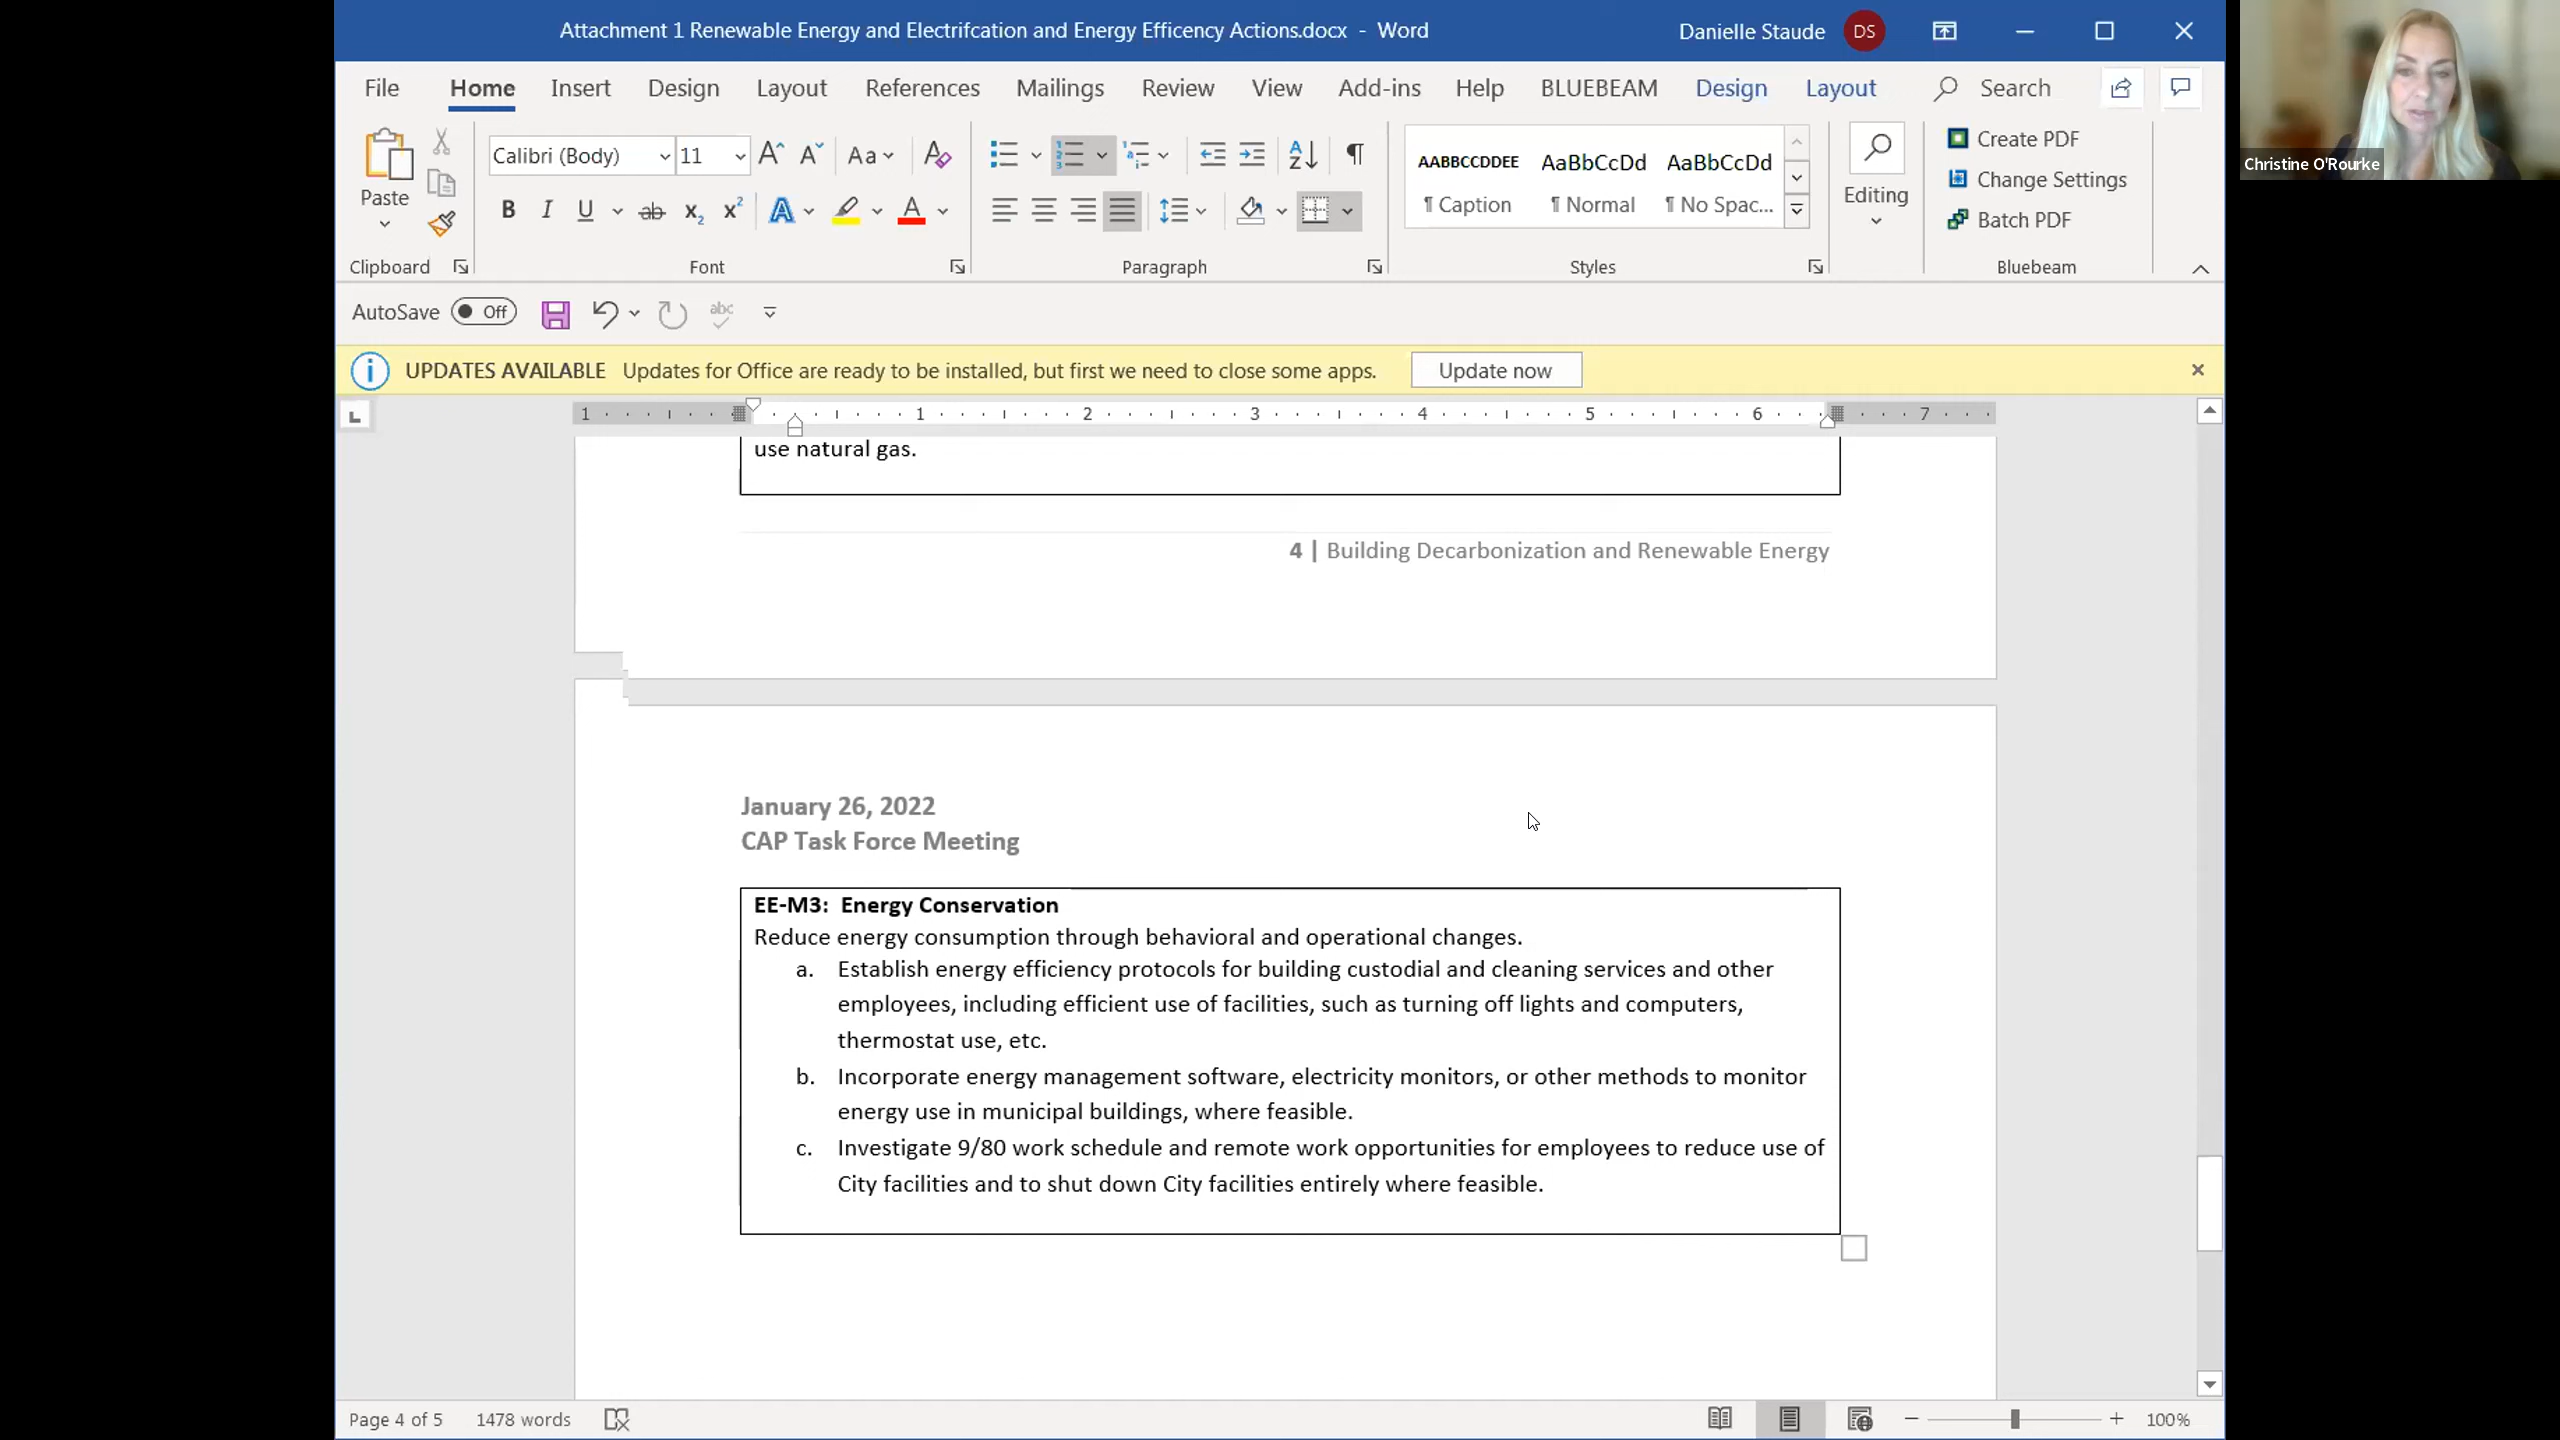 Attachment 1 Renewable Energy and Electrifcation and Energy Efficency Actions.docx - Word
Danielle Staude DS
File Home Insert Design Layout References Mailings Review View Add-ins Help BLUEBEAM Design Layout Search
Paste
Clipboard
Calibri (Body) 11
Font
Paragraph
AABBCCDDEE AaBbCcDd AaBbCcDd
¶ Caption ¶ Normal ¶ No Spac...
Styles
Editing
Create PDF
Change Settings
Batch PDF
Bluebeam
Christine O'Rourke
AutoSave Off
UPDATES AVAILABLE Updates for Office are ready to be installed, but first we need to close some apps. Update now
1 1 2 3 4 5 6 7
use natural gas.
4 | Building Decarbonization and Renewable Energy
January 26, 2022
CAP Task Force Meeting
EE-M3: Energy Conservation
Reduce energy consumption through behavioral and operational changes.
a. Establish energy efficiency protocols for building custodial and cleaning services and other
employees, including efficient use of facilities, such as turning off lights and computers,
thermostat use, etc.
b. Incorporate energy management software, electricity monitors, or other methods to monitor
energy use in municipal buildings, where feasible.
c. Investigate 9/80 work schedule and remote work opportunities for employees to reduce use of
City facilities and to shut down City facilities entirely where feasible.
Page 4 of 5 1478 words 100%